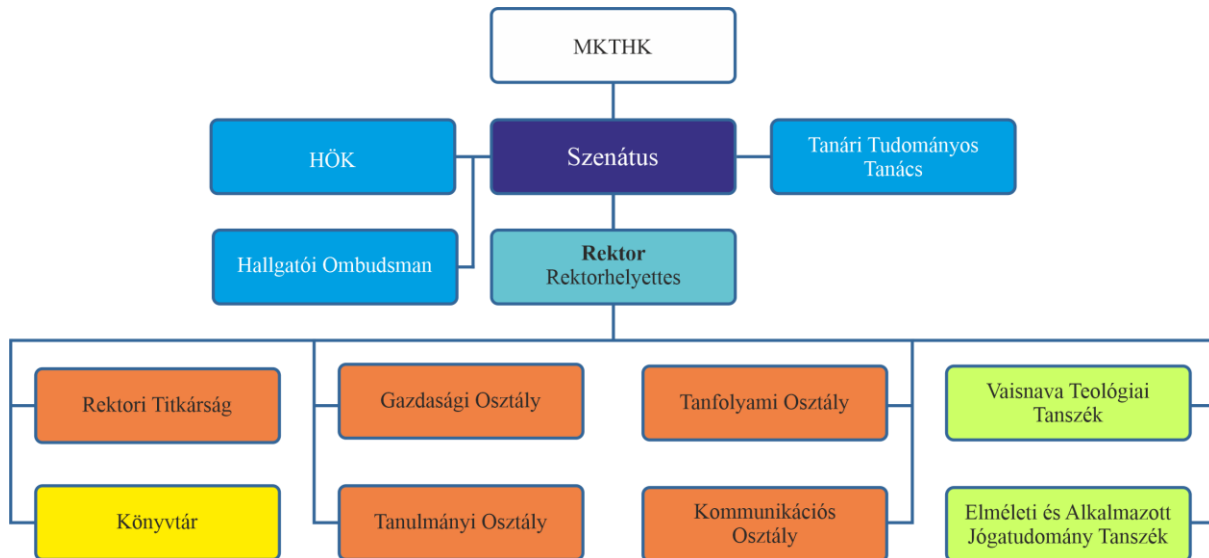 MKTHK
HÖK
Szenátus
Tanári Tudományos
Tanács
Hallgatói Ombudsman
Rektor
Rektorhelyettes
Rektori Titkárság
Gazdasági Osztály
Tanfolyami Osztály
Vaisnava Teológiai
Tanszék
Könyvtár
Tanulmányi Osztály
Kommunikációs
Osztály
Elméleti és Alkalmazott
Jógatudomány Tanszék